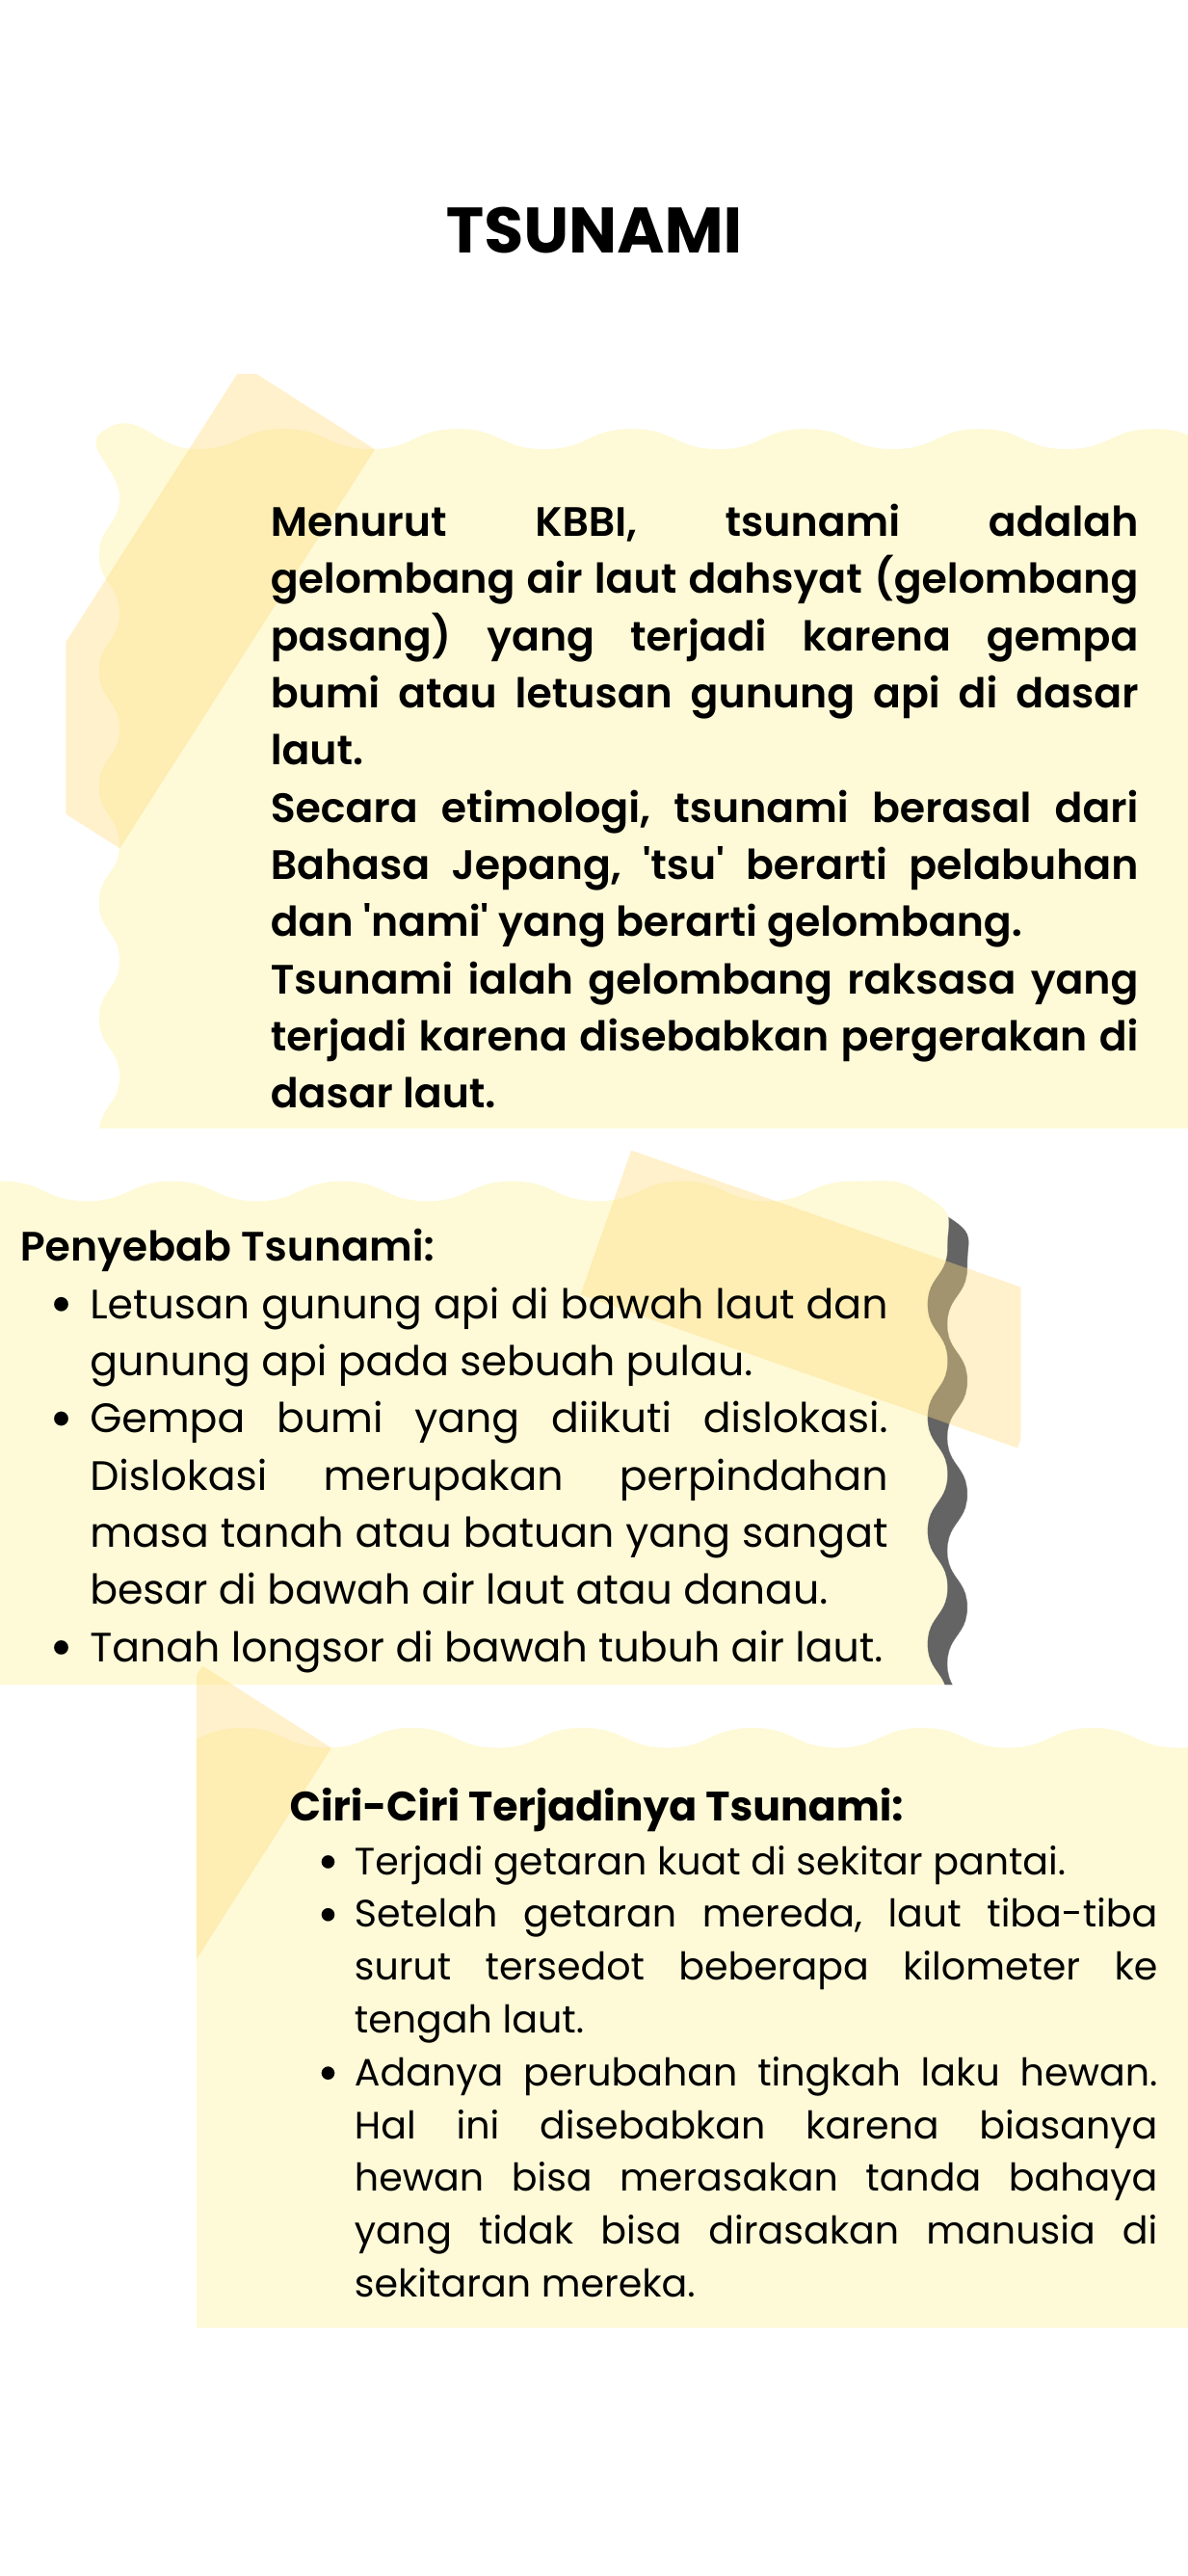 TSUNAMI
Menurut KBBI, tsunami adalah
gelombang air laut dahsyat (gelombang
pasang) yang terjadi karena gempa
bumi atau letusan gunung api di dasar
laut.
Secara etimologi, tsunami berasal dari
Bahasa Jepang, 'tsu' berarti pelabuhan
dan 'nami' yang berarti gelombang.
Tsunami ialah gelombang raksasa yang
terjadi karena disebabkan pergerakan di
dasar laut.
Penyebab Tsunami:
• Letusan gunung api di bawah laut dan
gunung api pada sebuah pulau.
• Gempa bumi yang diikuti dislokasi.
Dislokasi merupakan perpindahan
masa tanah atau batuan yang sangat
besar di bawah air laut atau danau.
• Tanah longsor di bawah tubuh air laut.
Ciri-Ciri Terjadinya Tsunami:
• Terjadi getaran kuat di sekitar pantai.
• Setelah getaran mereda, laut tiba-tiba
surut tersedot beberapa kilometer ke
tengah laut.
• Adanya perubahan tingkah laku hewan.
Hal ini disebabkan karena biasanya
hewan bisa merasakan tanda bahaya
yang tidak bisa dirasakan manusia di
sekitaran mereka.